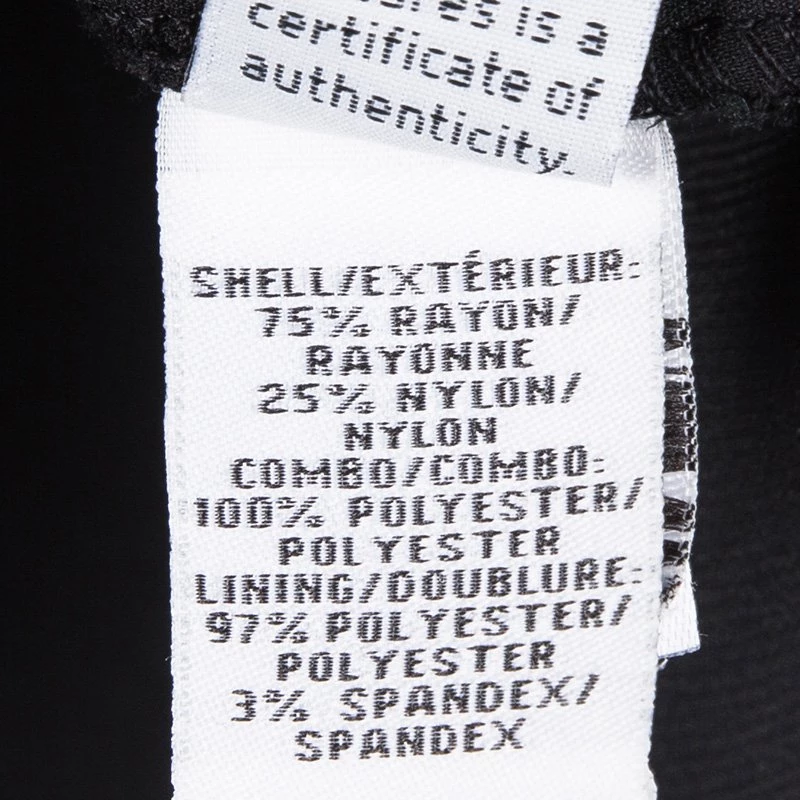 is a
certificate of
authenticity.
SHELL/EXTÉRIEUR:
75% RAYON/
RAYONNE
25% NYLON/
NYLON
COMBO/COMBO:
100% POLYESTER/
POLYESTER
LINING/DOUBLURE:
97% POLYESTER/
POLYESTER
3% SPANDEX/
SPANDEX